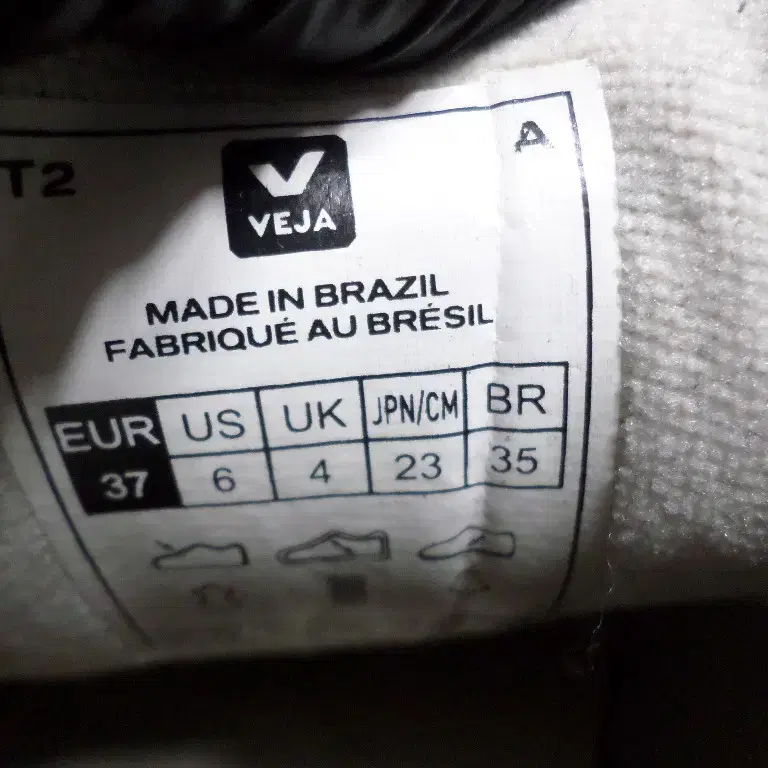 T2
A
VEJA
MADE IN BRAZIL
FABRIQUÉ AU BRÉSIL
EUR US UK JPN/CM BR
37 6 4 23 35